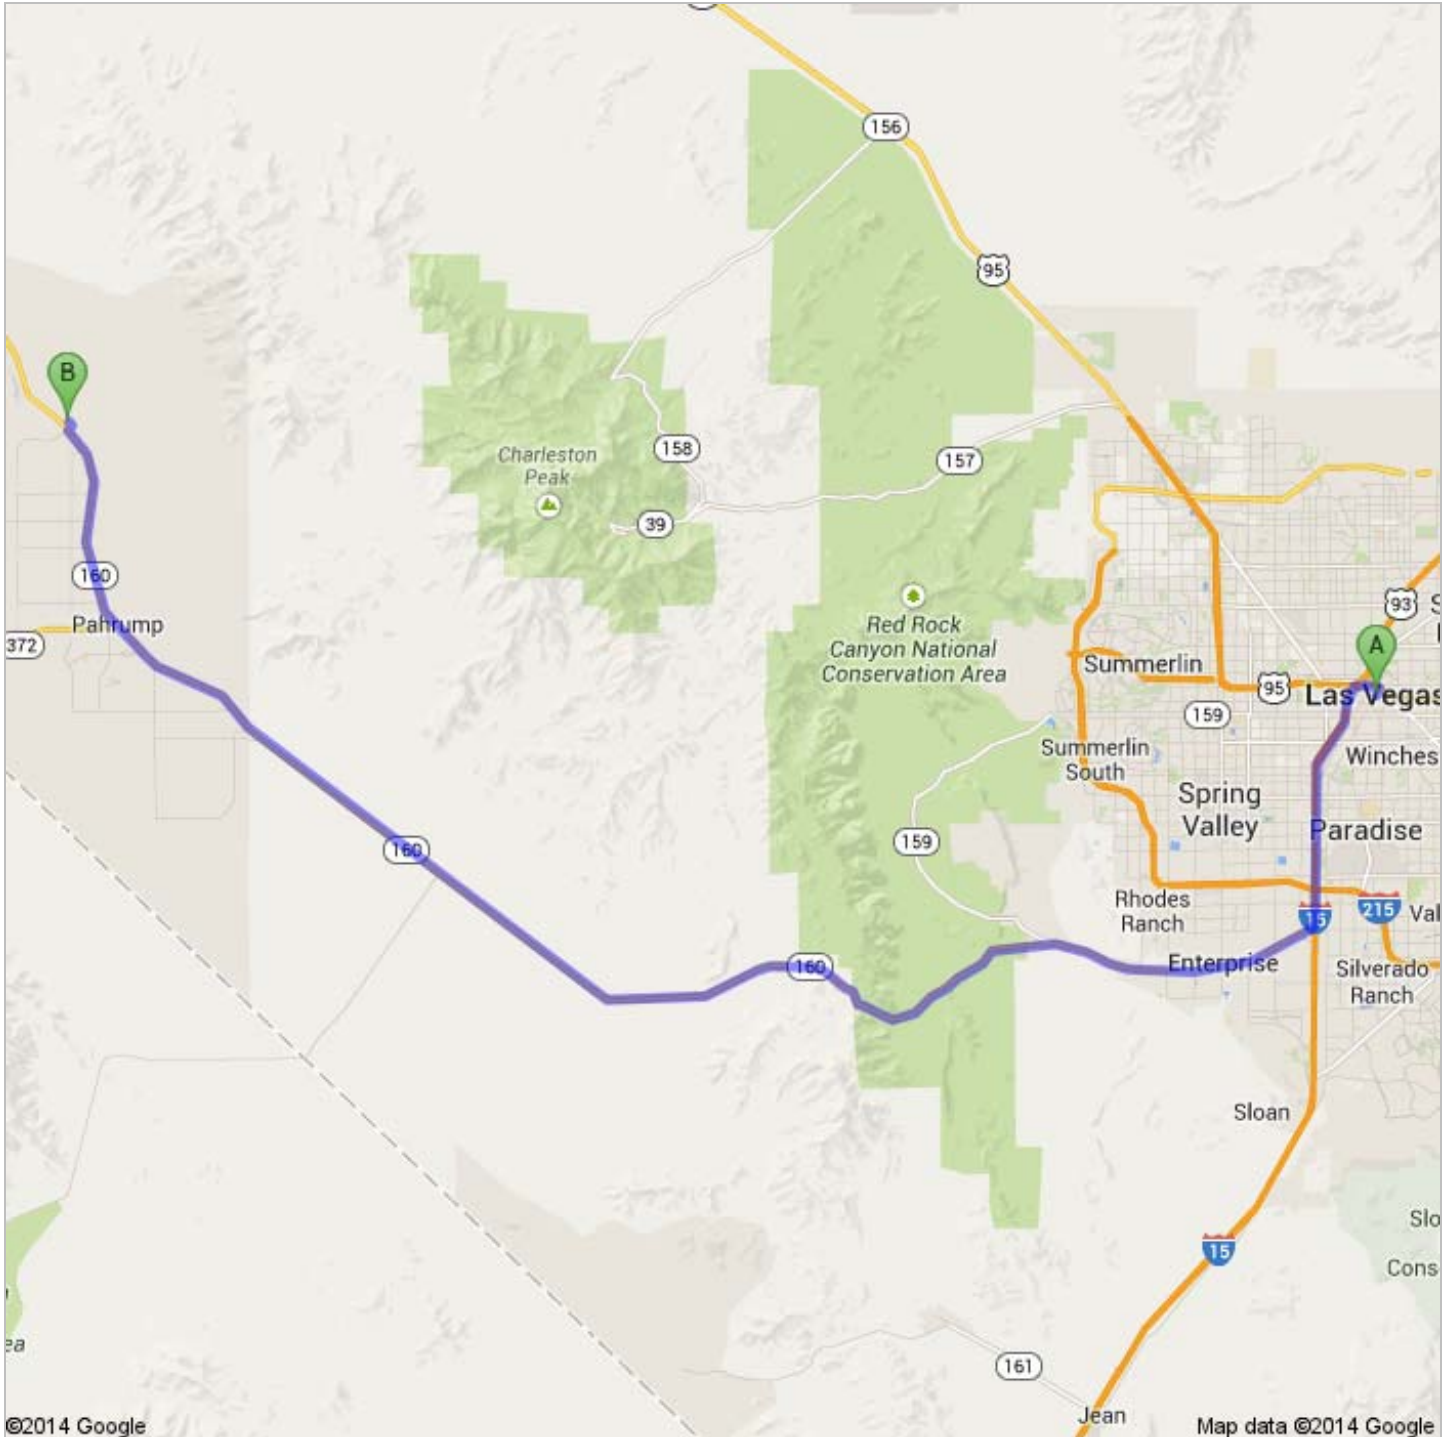 156
95
B
Charleston
Peak
158
157
39
160
93
S
Red Rock
Canyon National
Conservation Area
A
Pahrump
372
Summerlin
95
Las Vegas
159
Summerlin
South
Winches
Spring
Valley
Paradise
159
160
Rhodes
Ranch
15
215
Val
160
Enterprise
Silverado
Ranch
Sloan
Slo
15
Cons
ea
161
Jean
©2014 Google
Map data ©2014 Google